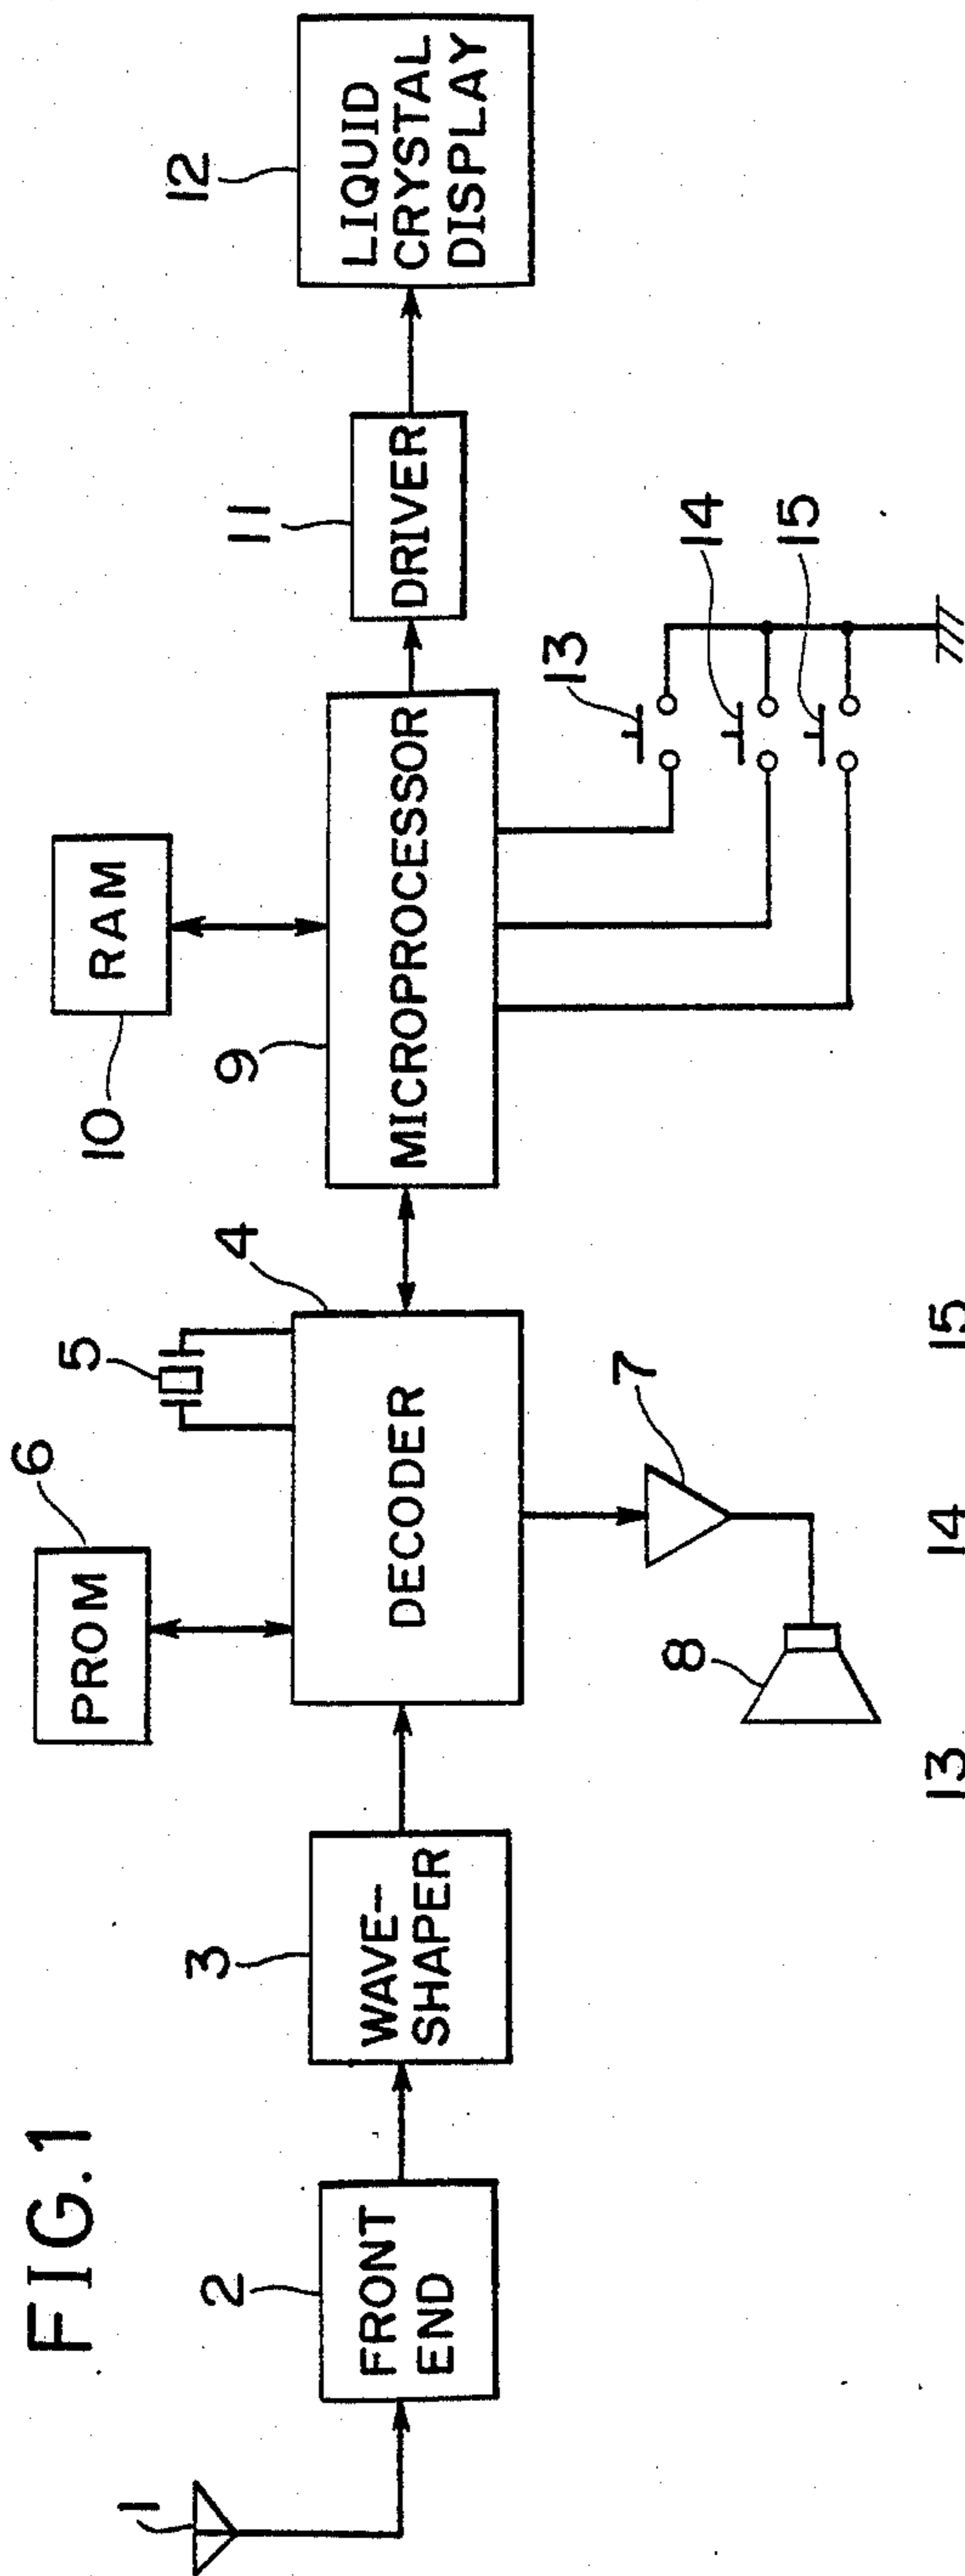 FIG.1
1
2
FRONT
END
3
WAVE-
SHAPER
6
PROM
5
4
DECODER
7
8
10
RAM
9
MICROPROCESSOR
11
DRIVER
12
LIQUID
CRYSTAL
DISPLAY
13
14
15
13
14
15